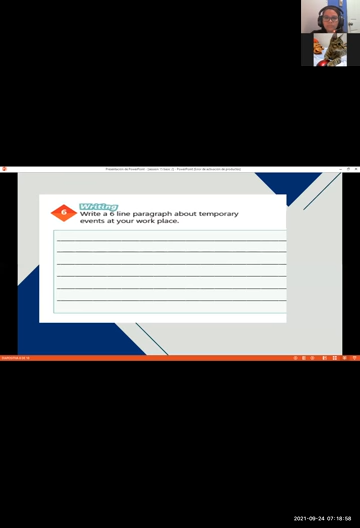 6
Writing
Write a 6 line paragraph about temporary
events at your work place.
2021-09-24 07:18:58